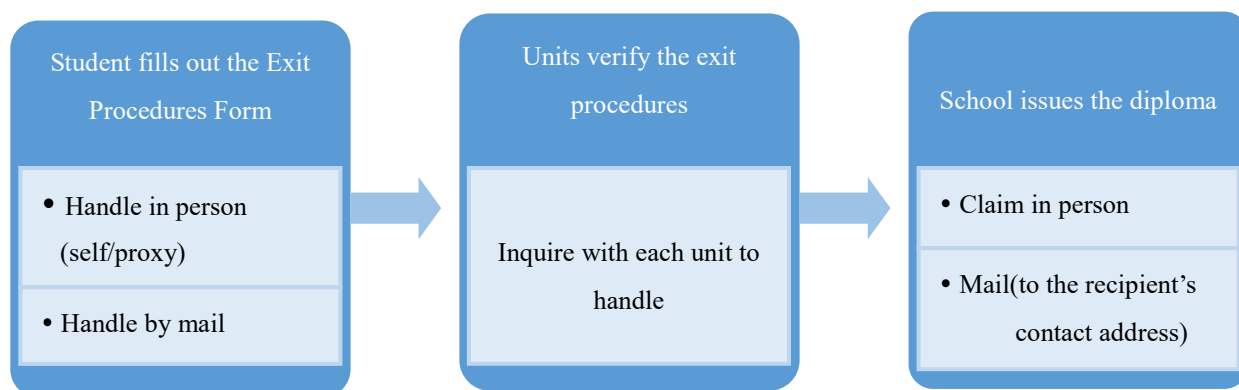 Student fills out the Exit
Procedures Form
• Handle in person
(self/proxy)
• Handle by mail
Units verify the exit
procedures
Inquire with each unit to
handle
School issues the diploma
• Claim in person
• Mail(to the recipient’s
contact address)